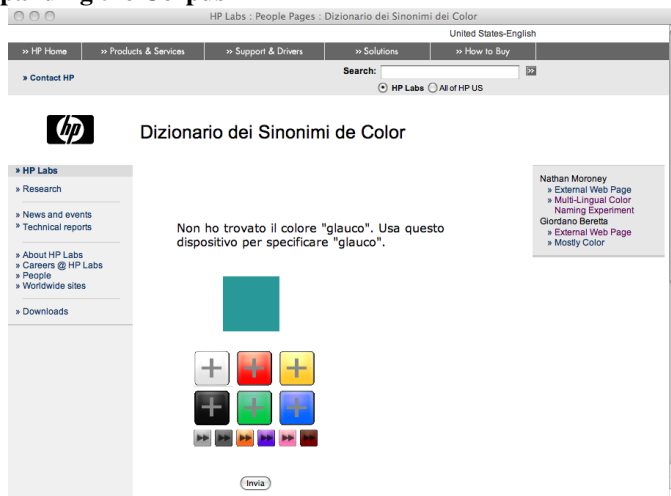 panding the Corpus
HP Labs : People Pages : Dizionario dei Sinonimi dei Color
United States-English
» HP Home » Products & Services » Support & Drivers » Solutions » How to Buy
» Contact HP
Search: »
HP Labs All of HP US
hp
Dizionario dei Sinonimi de Color
» HP Labs
» Research
» News and events
» Technical reports
» About HP Labs
» Careers @ HP Labs
» People
» Worldwide sites
» Downloads
Non ho trovato il colore "glauco". Usa questo
dispositivo per specificare "glauco".
Invia
Nathan Moroney
» External Web Page
» Multi-Lingual Color
Naming Experiment
Giordano Beretta
» External Web Page
» Mostly Color